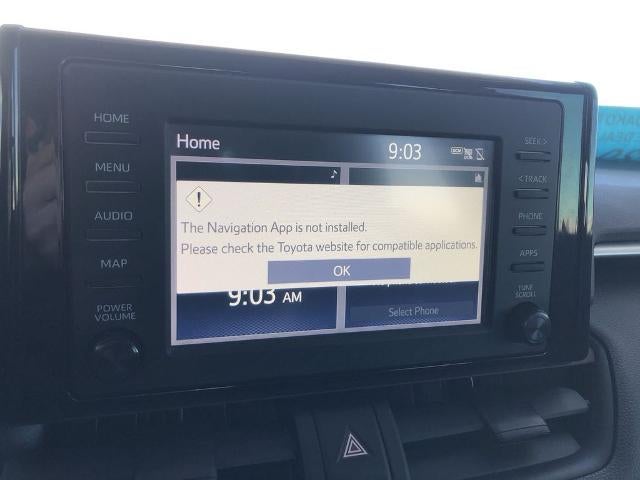 HOME
MENU
AUDIO
MAP
POWER
VOLUME
Home
9:03
DCM
The Navigation App is not installed.
Please check the Toyota website for compatible applications.
OK
9:03 AM
Select Phone
SEEK >
< TRACK
PHONE
APPS
TUNE
SCROLL